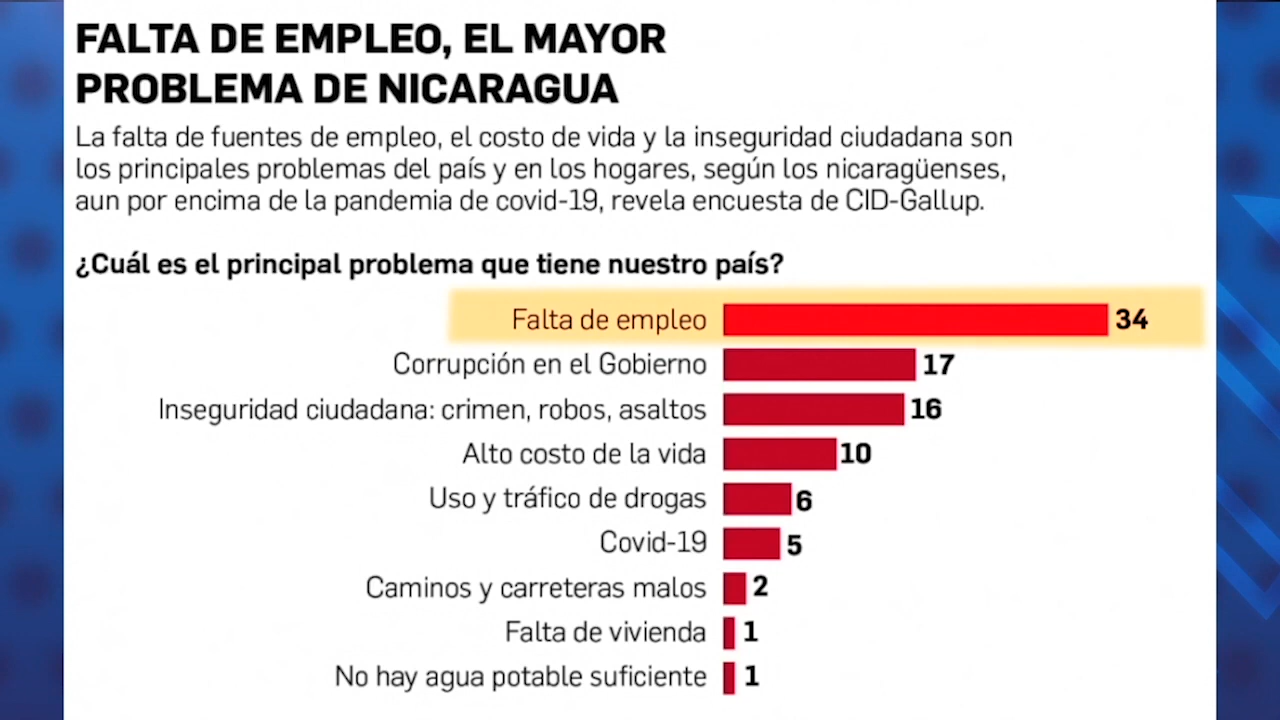 FALTA DE EMPLEO, EL MAYOR
PROBLEMA DE NICARAGUA
La falta de fuentes de empleo, el costo de vida y la inseguridad ciudadana son
los principales problemas del país y en los hogares, según los nicaragüenses,
aun por encima de la pandemia de covid-19, revela encuesta de CID-Gallup.
¿Cuál es el principal problema que tiene nuestro país?
Falta de empleo 34
Corrupción en el Gobierno 17
Inseguridad ciudadana: crimen, robos, asaltos 16
Alto costo de la vida 10
Uso y tráfico de drogas 6
Covid-19 5
Caminos y carreteras malos 2
Falta de vivienda 1
No hay agua potable suficiente 1